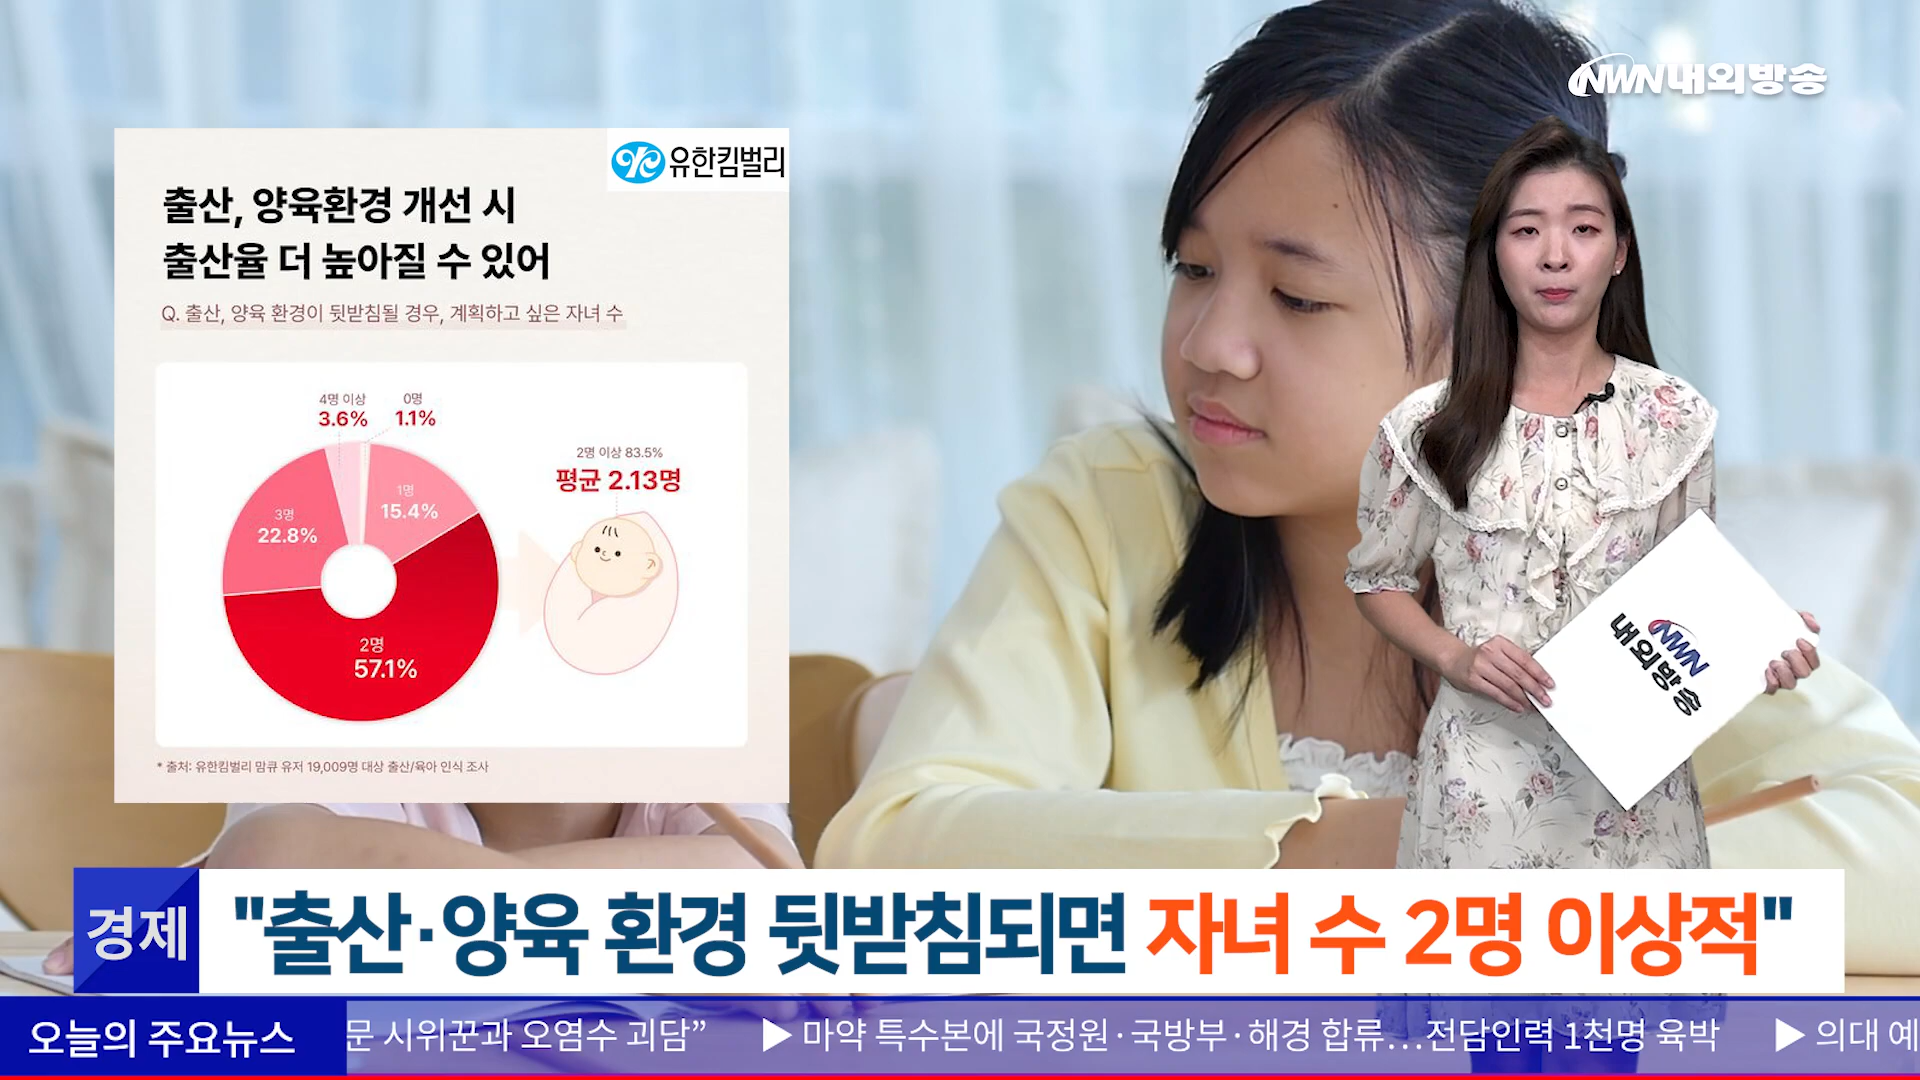 NWN내외방송
유한킴벌리
출산, 양육환경 개선 시
출산율 더 높아질 수 있어
Q. 출산, 양육 환경이 뒷받침될 경우, 계획하고 싶은 자녀 수
4명 이상
3.6%
0명
1.1%
1명
15.4%
3명
22.8%
2명
57.1%
2명 이상 83.5%
평균 2.13명
* 출처: 유한킴벌리 맘큐 유저 19,009명 대상 출산/육아 인식 조사
NWN
내외방송
경제
"출산·양육 환경 뒷받침되면 자녀 수 2명 이상적"
오늘의 주요뉴스
문 시위꾼과 오염수 괴담” ▶ 마약 특수본에 국정원·국방부·해경 합류…전담인력 1천명 육박 ▶ 의대 예